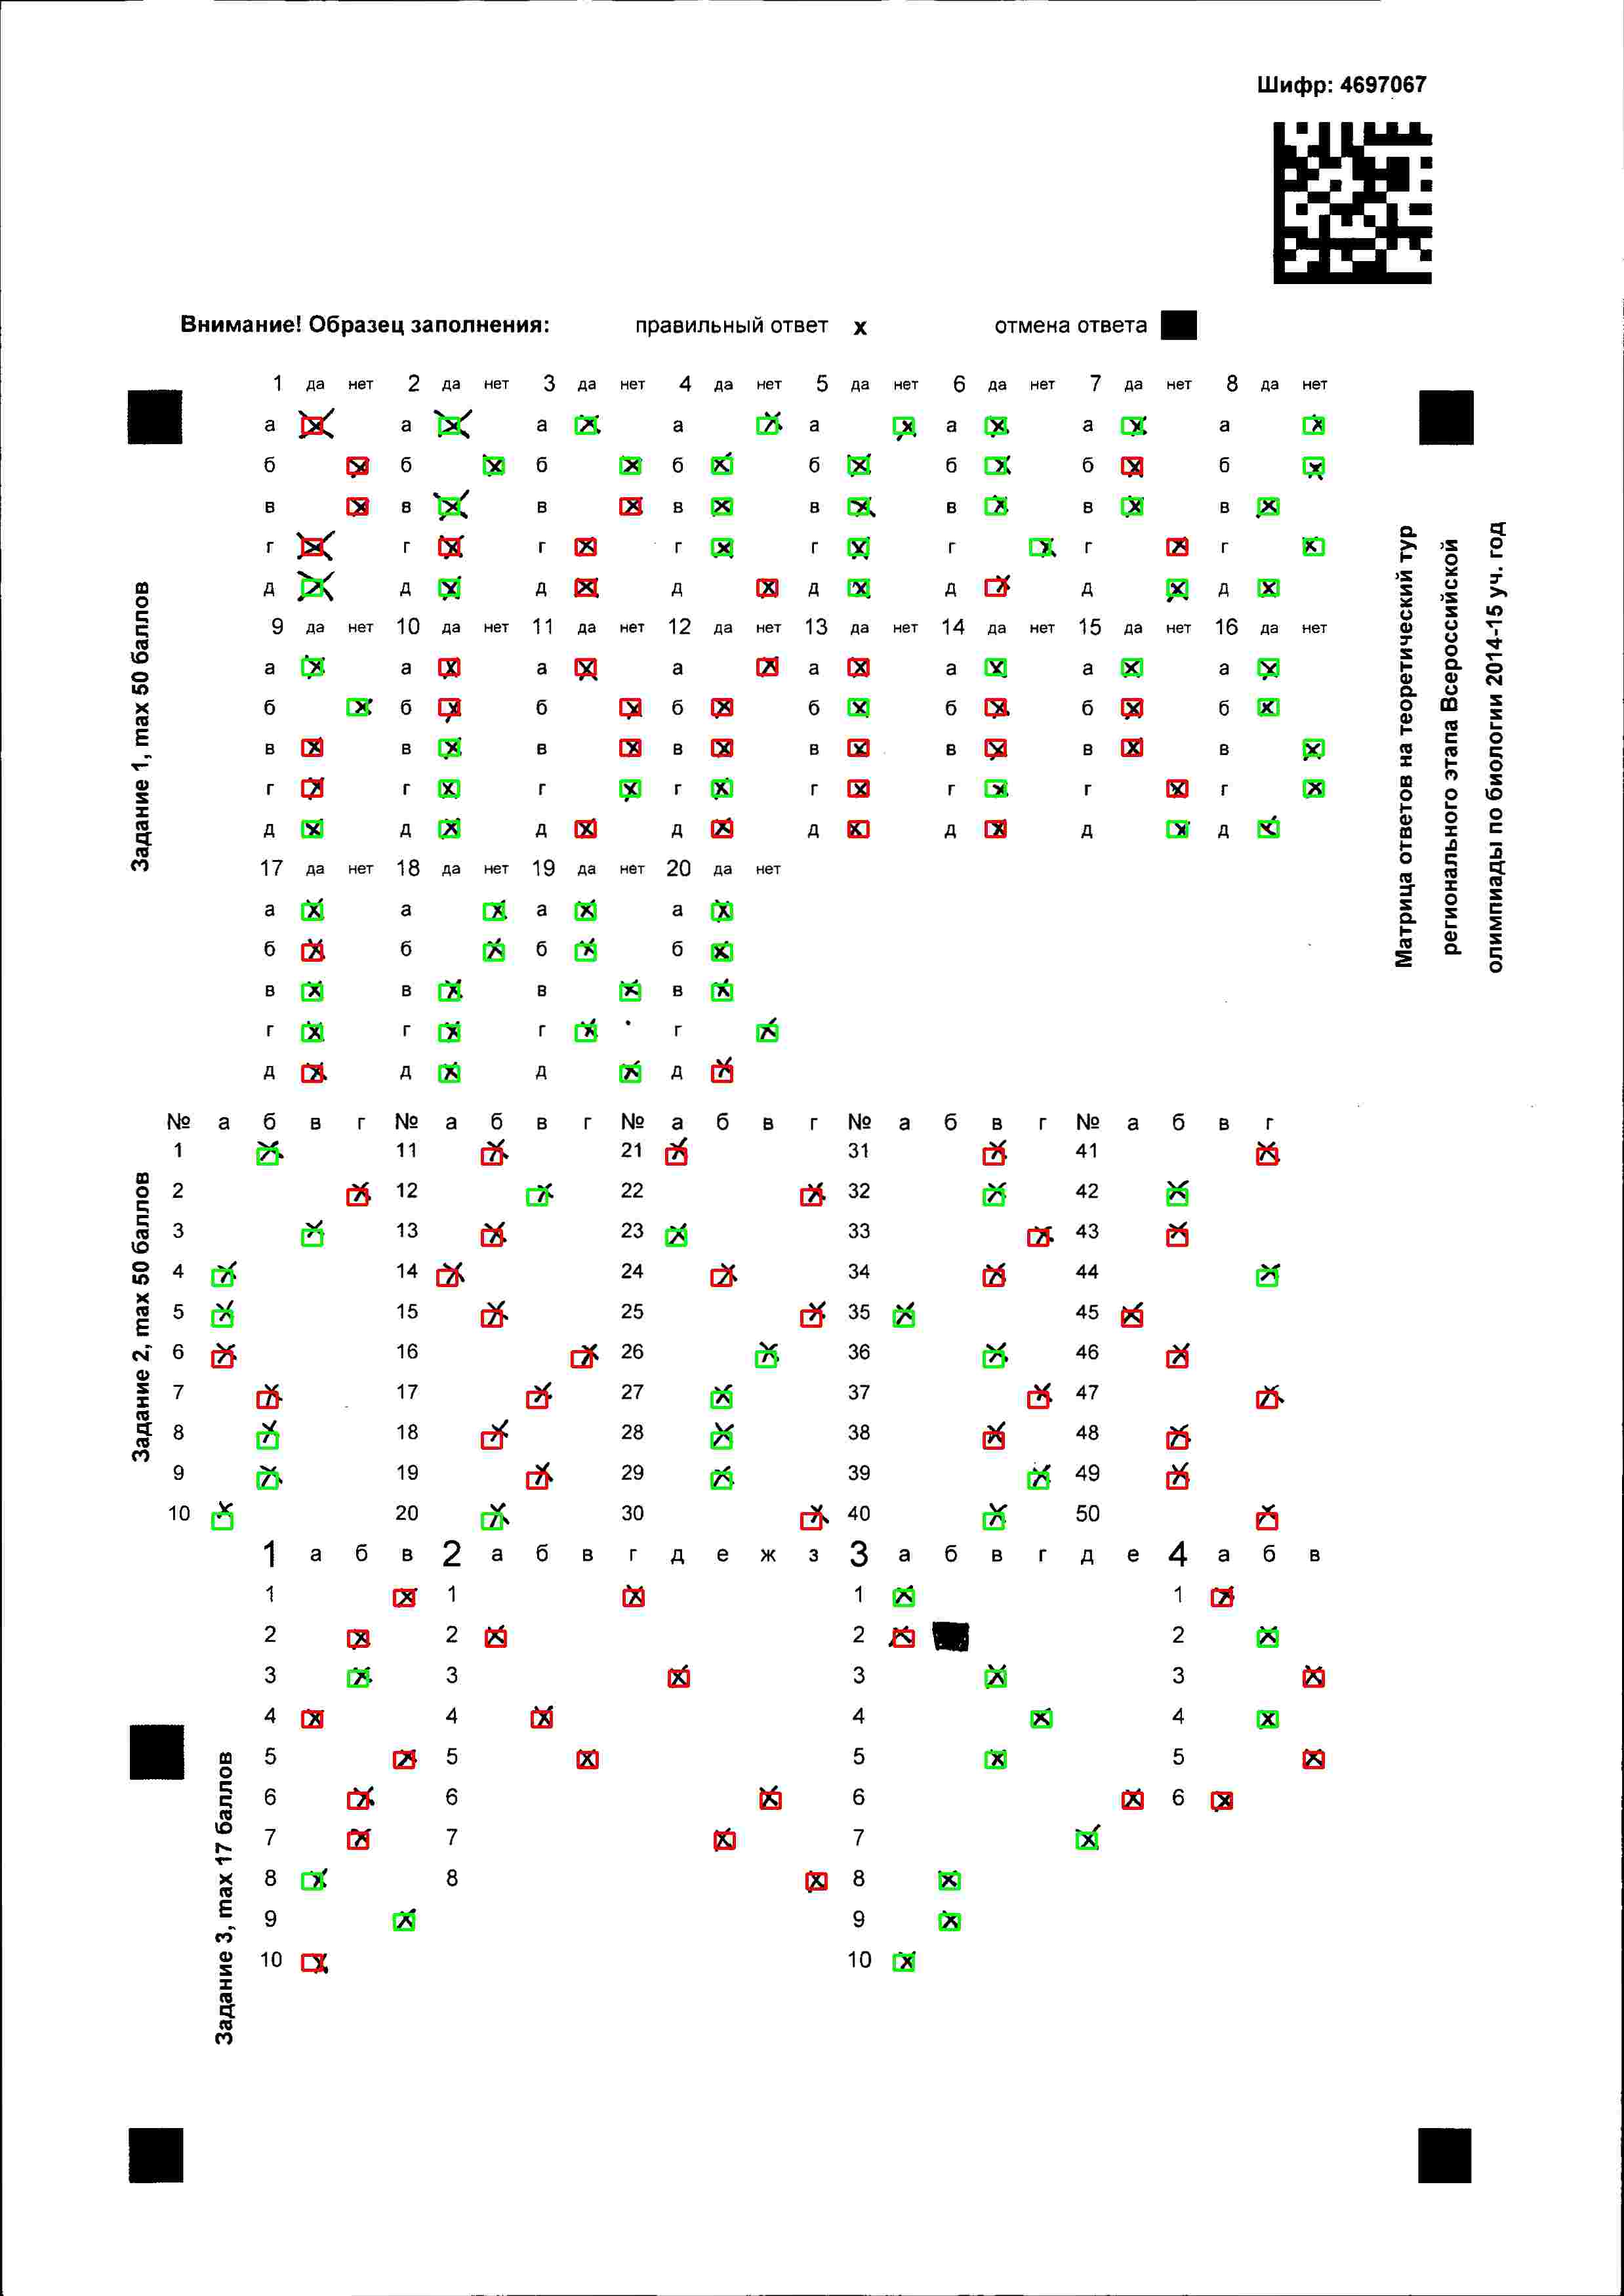 Шифр: 4697067
Внимание! Образец заполнения: правильный ответ х отмена ответа
1 да нет 2 да нет 3 да нет 4 да нет 5 да нет 6 да нет 7 да нет 8 да нет
а а а а а а а а
б б б б б б б б
в в в в в в в в
г г г г г г г г
д д д д д д д д
9 да нет 10 да нет 11 да нет 12 да нет 13 да нет 14 да нет 15 да нет 16 да нет
а а а а а а а а
б б б б б б б б
в в в в в в в в
г г г г г г г г
д д д д д д д д
17 да нет 18 да нет 19 да нет 20 да нет
а а а а
б б б б
в в в в
г г г г
д д д д
Задание 1, max 50 баллов
Матрица ответов на теоретический тур
регионального этапа Всероссийской
олимпиады по биологии 2014-15 уч. год
№ а б в г № а б в г № а б в г № а б в г № а б в г
1 11 21 31 41
2 12 22 32 42
3 13 23 33 43
4 14 24 34 44
5 15 25 35 45
6 16 26 36 46
7 17 27 37 47
8 18 28 38 48
9 19 29 39 49
10 20 30 40 50
Задание 2, max 50 баллов
1 а б в 2 а б в г д е ж з 3 а б в г д е 4 а б в
1 1 1 1
2 2 2 2
3 3 3 3
4 4 4 4
5 5 5 5
6 6 6 6
7 7 7
8 8 8
9 9
10 10
Задание 3, max 17 баллов